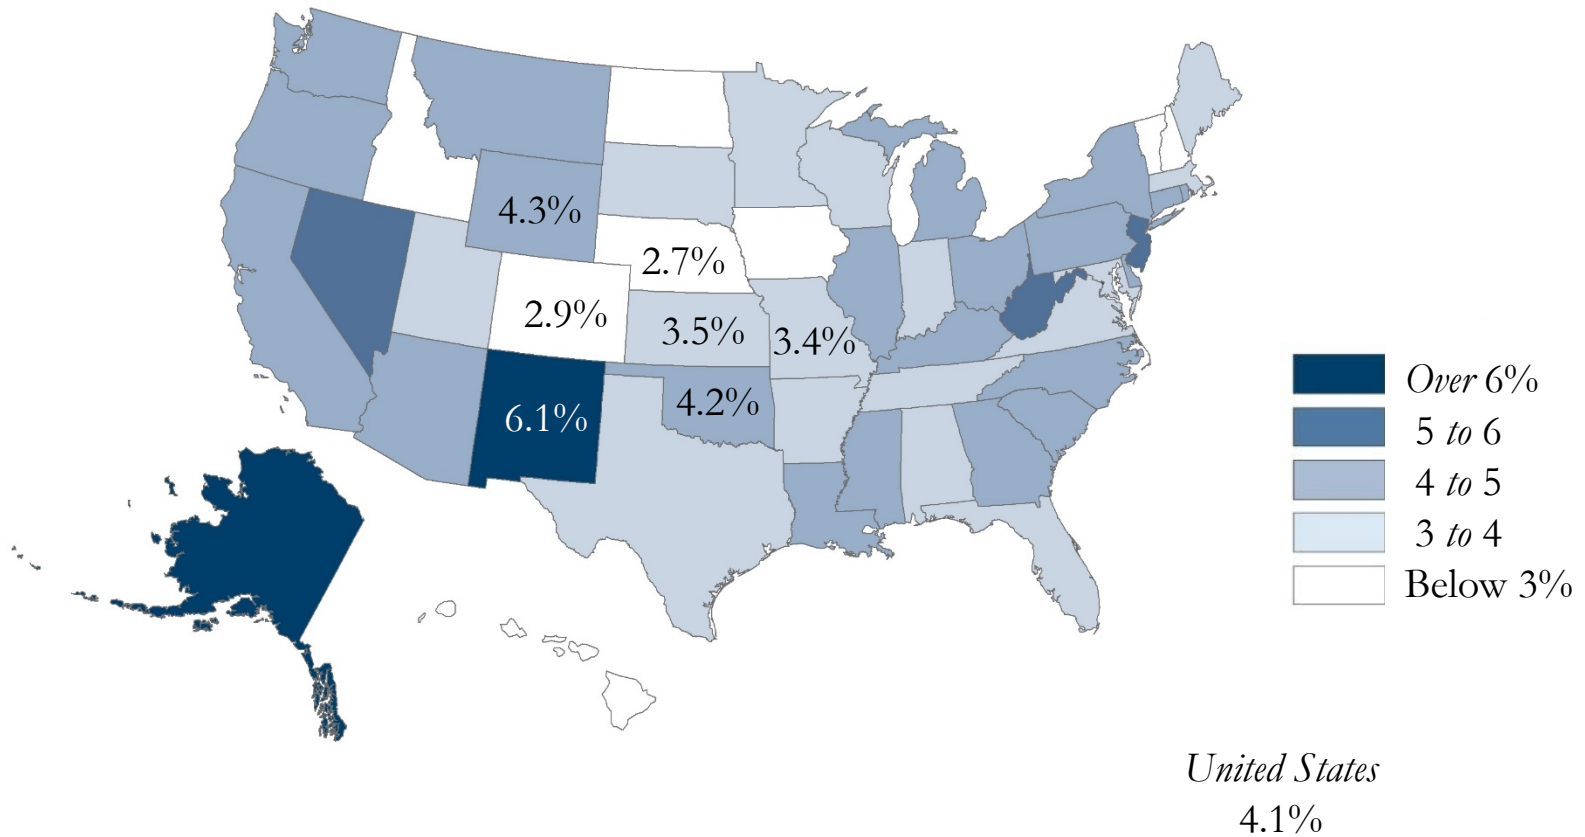 4.3%
2.7%
2.9%
3.5%
3.4%
4.2%
6.1%
Over 6%
5 to 6
4 to 5
3 to 4
Below 3%
United States
4.1%